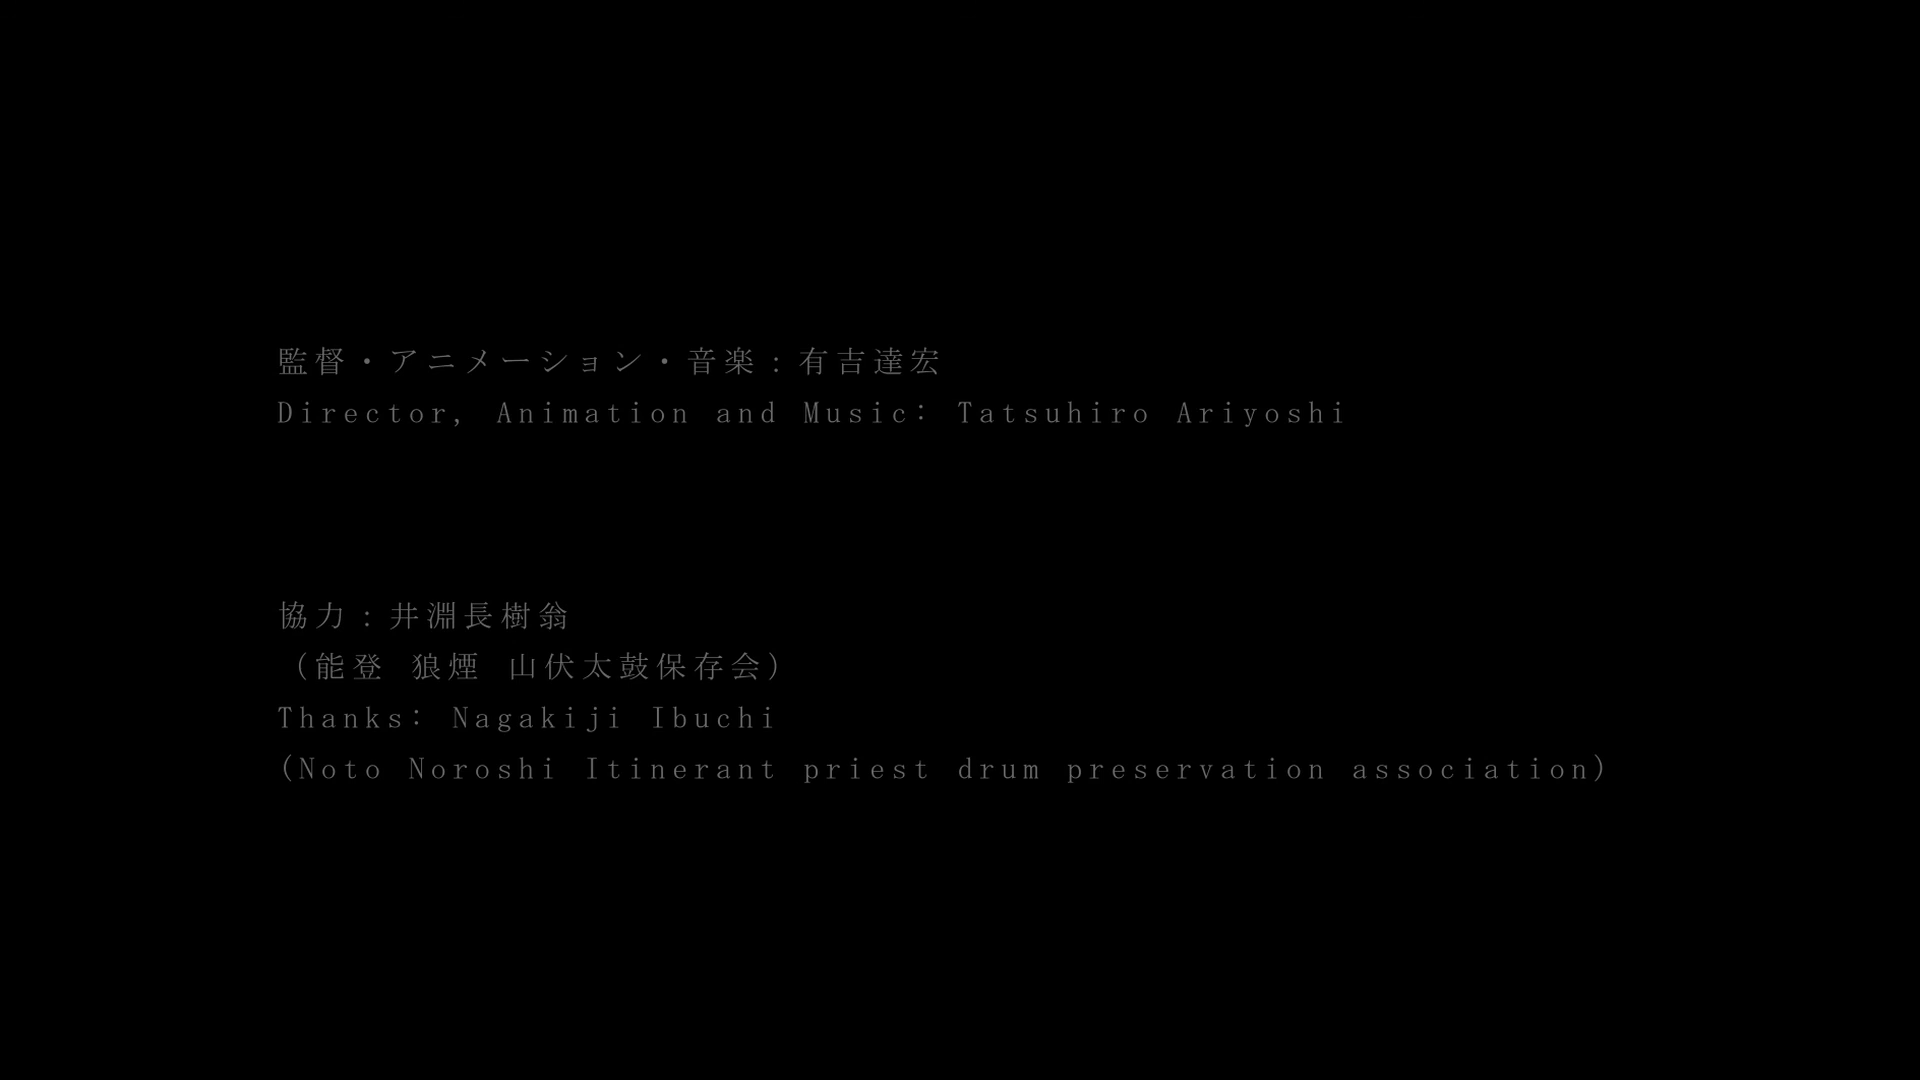 監督・アニメーション・音楽：有吉達宏
Director, Animation and Music: Tatsuhiro Ariyoshi
協力：井淵長樹翁
（能登 狼煙 山伏太鼓保存会）
Thanks: Nagakiji Ibuchi
(Noto Noroshi Itinerant priest drum preservation association)